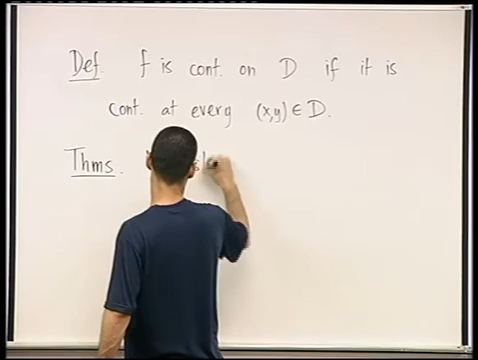 Def. f is cont. on D if it is
cont. at every (x,y) ∈ D.
Thms.